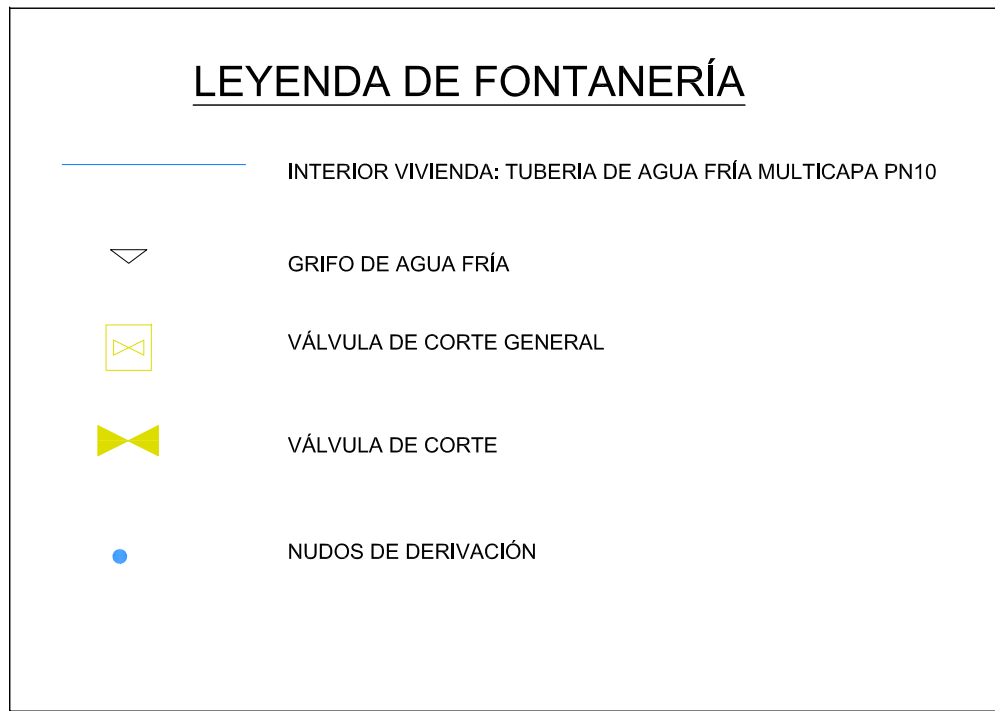 LEYENDA DE FONTANERÍA
INTERIOR VIVIENDA: TUBERIA DE AGUA FRÍA MULTICAPA PN10
GRIFO DE AGUA FRÍA
VÁLVULA DE CORTE GENERAL
VÁLVULA DE CORTE
NUDOS DE DERIVACIÓN